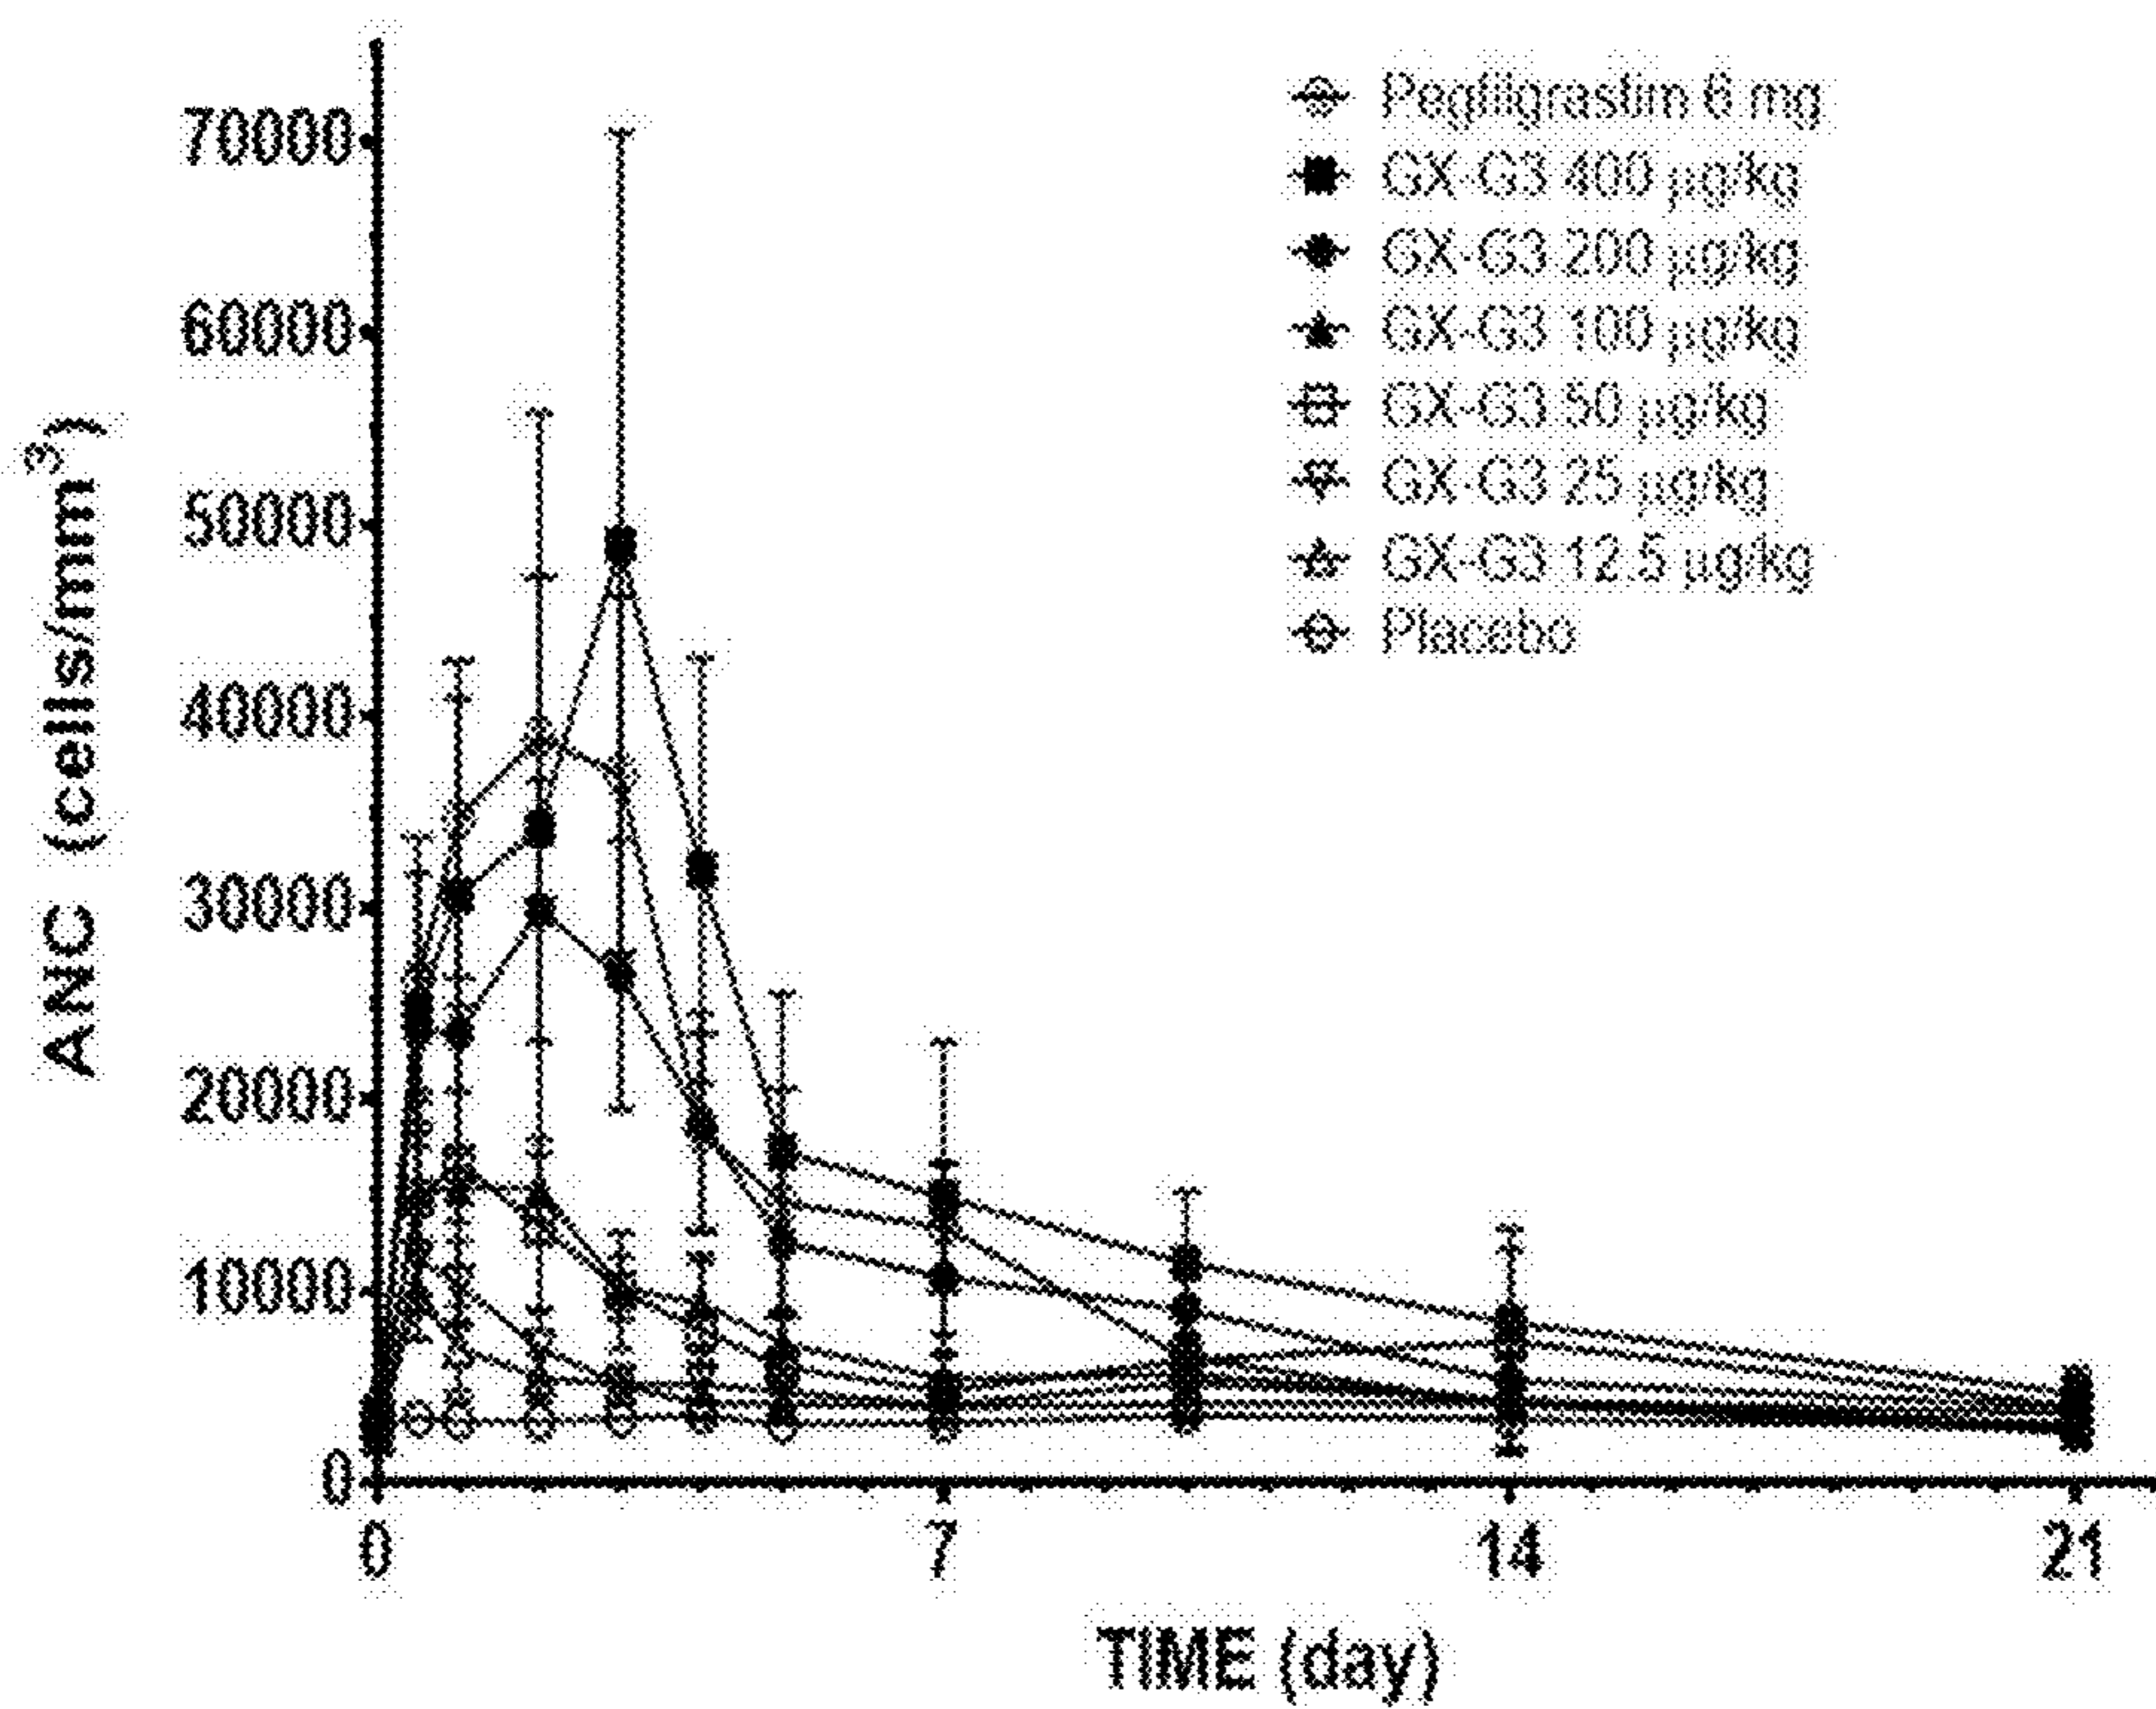 70000
60000
50000
40000
30000
20000
10000
0
ANC (cells/mm³)
Pegfilgrastim 6 mg
GX-G3 400 µg/kg
GX-G3 200 µg/kg
GX-G3 100 µg/kg
GX-G3 50 µg/kg
GX-G3 25 µg/kg
GX-G3 12.5 µg/kg
Placebo
0 7 14 21
TIME (day)